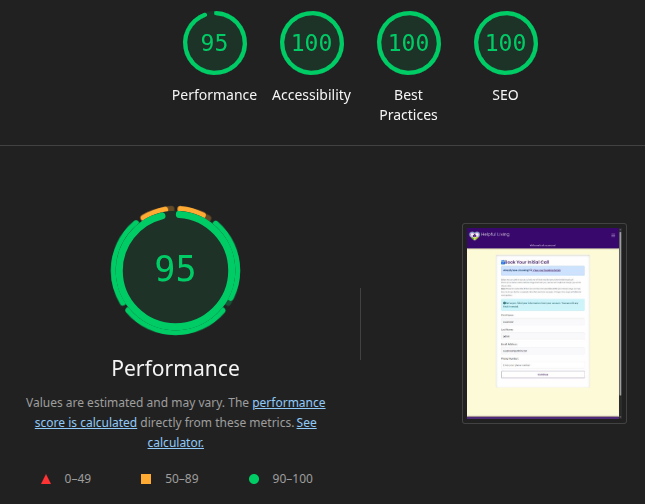 95
100
100
100
Performance
Accessibility
Best
Practices
SEO
95
Performance
Values are estimated and may vary. The performance
score is calculated directly from these metrics. See
calculator.
0–49
50–89
90–100
Helpful Living
Book Your Initial Call